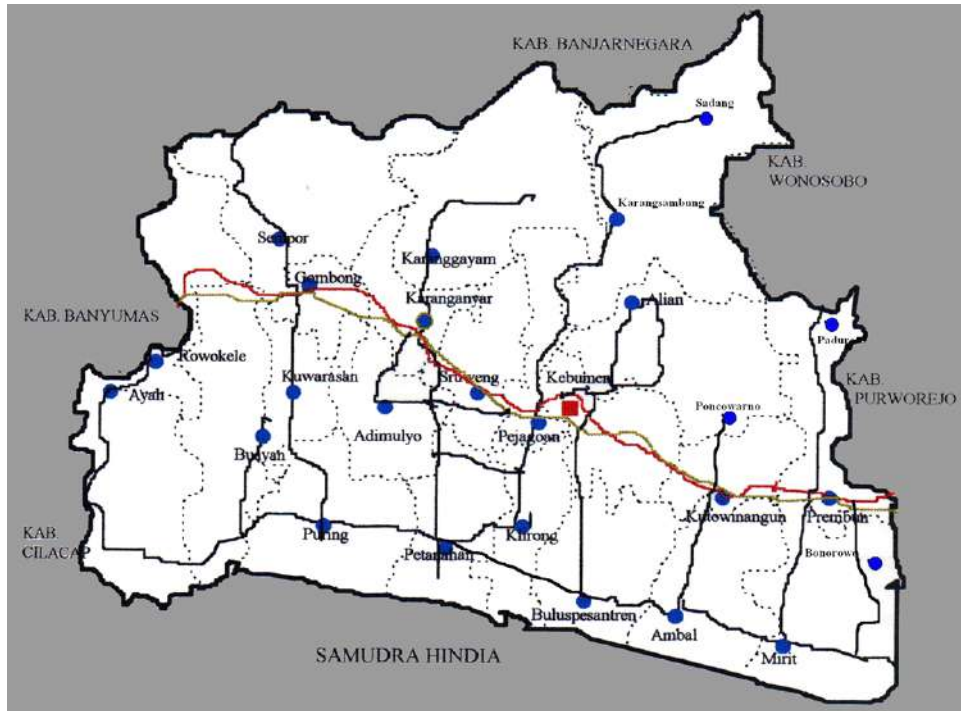 KAB. BANJARNEGARA
Sadang
KAB.
WONOSOBO
Karangsambung
Sempor
Karanggayam
Gombong
Karanganyar
Alian
KAB. BANYUMAS
Rowokele
Ayah
Kuwarasan
Sruweng
Kebumen
KAB.
PURWOREJO
Poncowarno
Adimulyo
Pejagoan
Buayan
Puring
Petanahan
Klirong
Kutowinangun
Prembun
KAB.
CILACAP
Bonorowo
Buluspesantren
Ambal
Mirit
SAMUDRA HINDIA